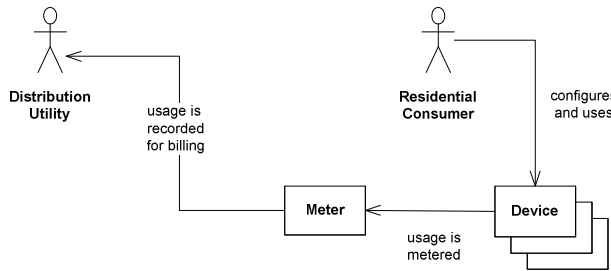 Distribution
Utility
usage is
recorded
for billing
Residential
Consumer
configures
and uses
Meter
Device
usage is
metered